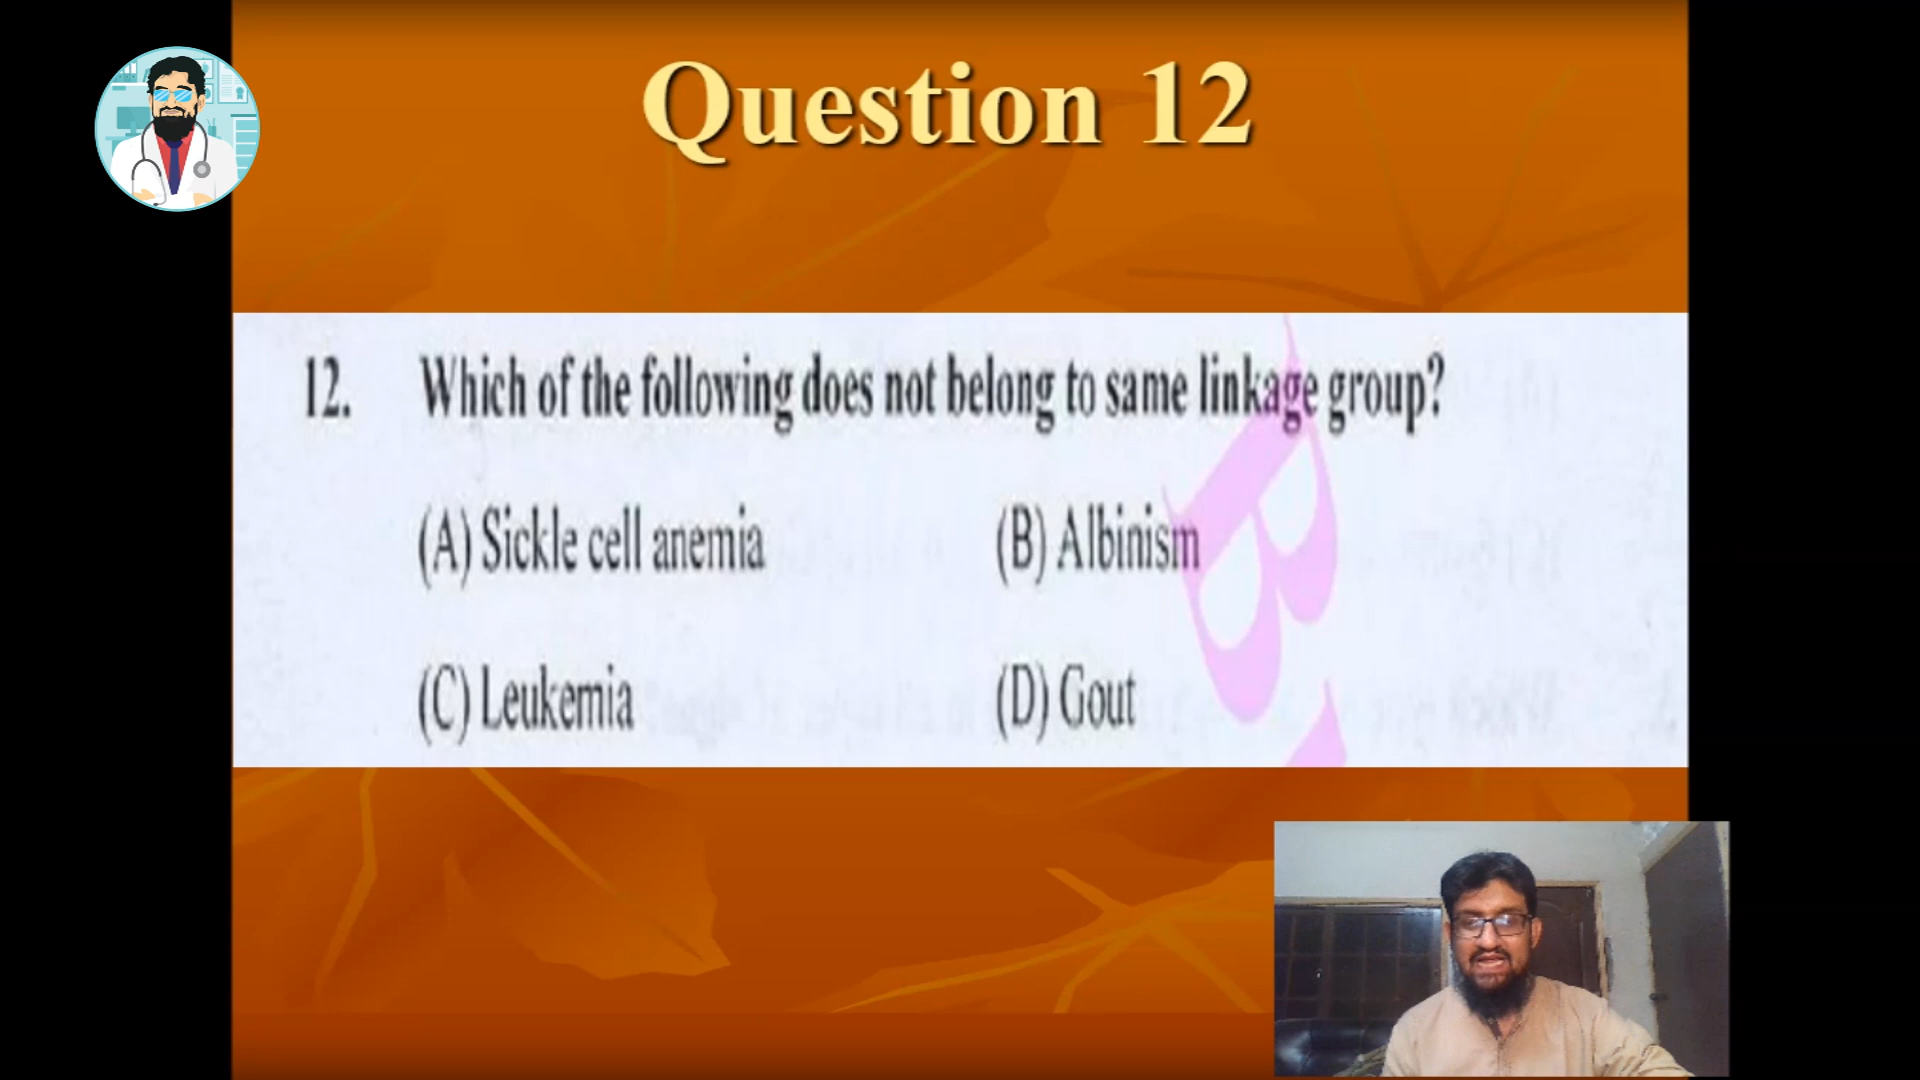 Question 12
12. Which of the following does not belong to same linkage group?
(A) Sickle cell anemia (B) Albinism
(C) Leukemia (D) Gout
B